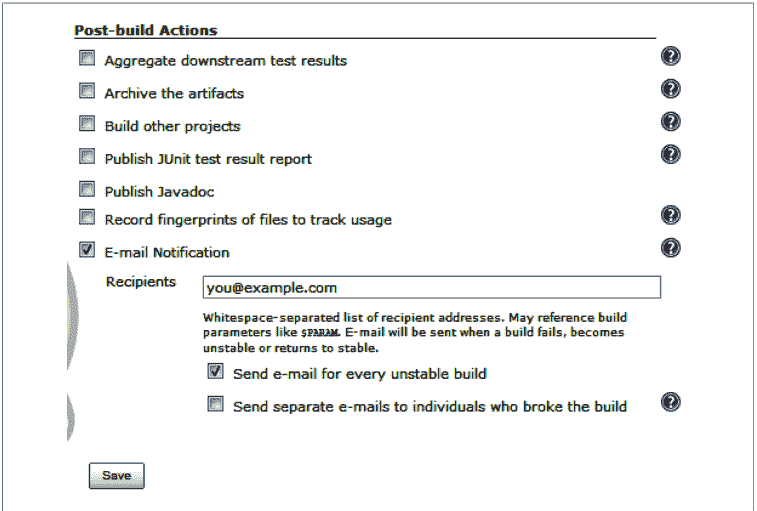 Post-build Actions
Aggregate downstream test results
Archive the artifacts
Build other projects
Publish JUnit test result report
Publish Javadoc
Record fingerprints of files to track usage
E-mail Notification
Recipients
you@example.com
Whitespace-separated list of recipient addresses. May reference build
parameters like $PARAM. E-mail will be sent when a build fails, becomes
unstable or returns to stable.
Send e-mail for every unstable build
Send separate e-mails to individuals who broke the build
Save